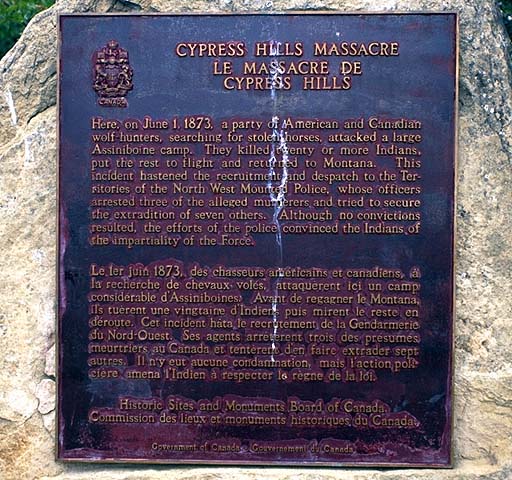 CANADA
CYPRESS HILLS MASSACRE
LE MASSACRE DE
CYPRESS HILLS
Here, on June 1, 1873, a party of American and Canadian
wolf-hunters, searching for stolen horses, attacked a large
Assiniboine camp. They killed twenty or more Indians,
put the rest to flight and returned to Montana. This
incident hastened the recruitment and despatch to the Ter-
ritories of the North West Mounted Police, whose officers
arrested three of the alleged murderers and tried to secure
the extradition of seven others. Although no convictions
resulted, the efforts of the police convinced the Indians of
the impartiality of the Force.
Le 1er juin 1873, des chasseurs américains et canadiens, à
la recherche de chevaux volés, attaquèrent ici un camp
considérable d'Assiniboines. Avant de regagner le Montana,
ils tuèrent une vingtaine d'Indiens puis mirent le reste en
déroute. Cet incident hâta le recrutement de la Gendarmerie
du Nord-Ouest. Ses agents arrêtèrent trois des présumés
meurtriers au Canada et tentèrent d'en faire extrader sept
autres. Il n'y eut aucune condamnation, mais l'action poli-
cière amena l'Indien à respecter le règne de la loi.
Historic Sites and Monuments Board of Canada.
Commission des lieux et monuments historiques du Canada.
Government of Canada - Gouvernement du Canada